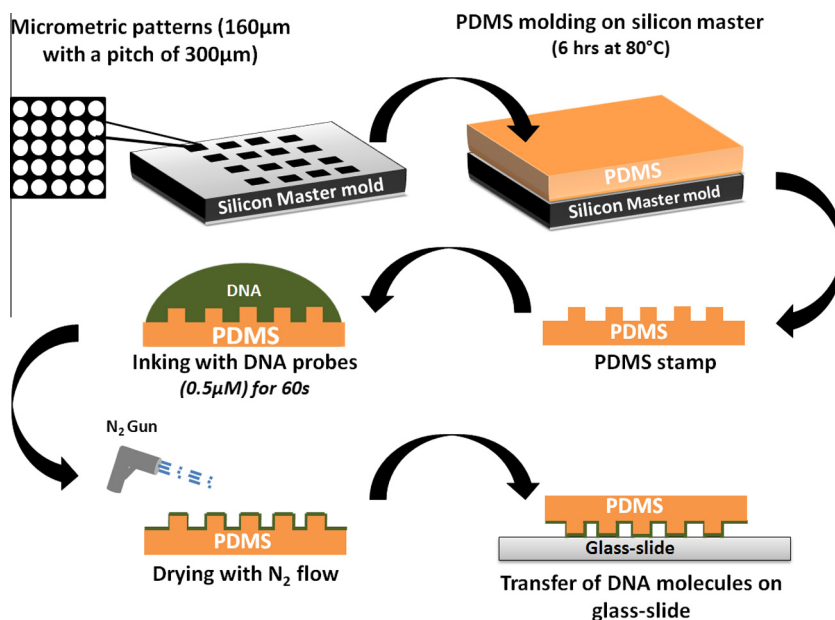 Micrometric patterns (160µm
with a pitch of 300µm)
PDMS molding on silicon master
(6 hrs at 80°C)
Silicon Master mold
PDMS
Silicon Master mold
DNA
PDMS
Inking with DNA probes
(0.5µM) for 60s
PDMS stamp
N₂ Gun
PDMS
Drying with N₂ flow
PDMS
Glass-slide
Transfer of DNA molecules on
glass-slide